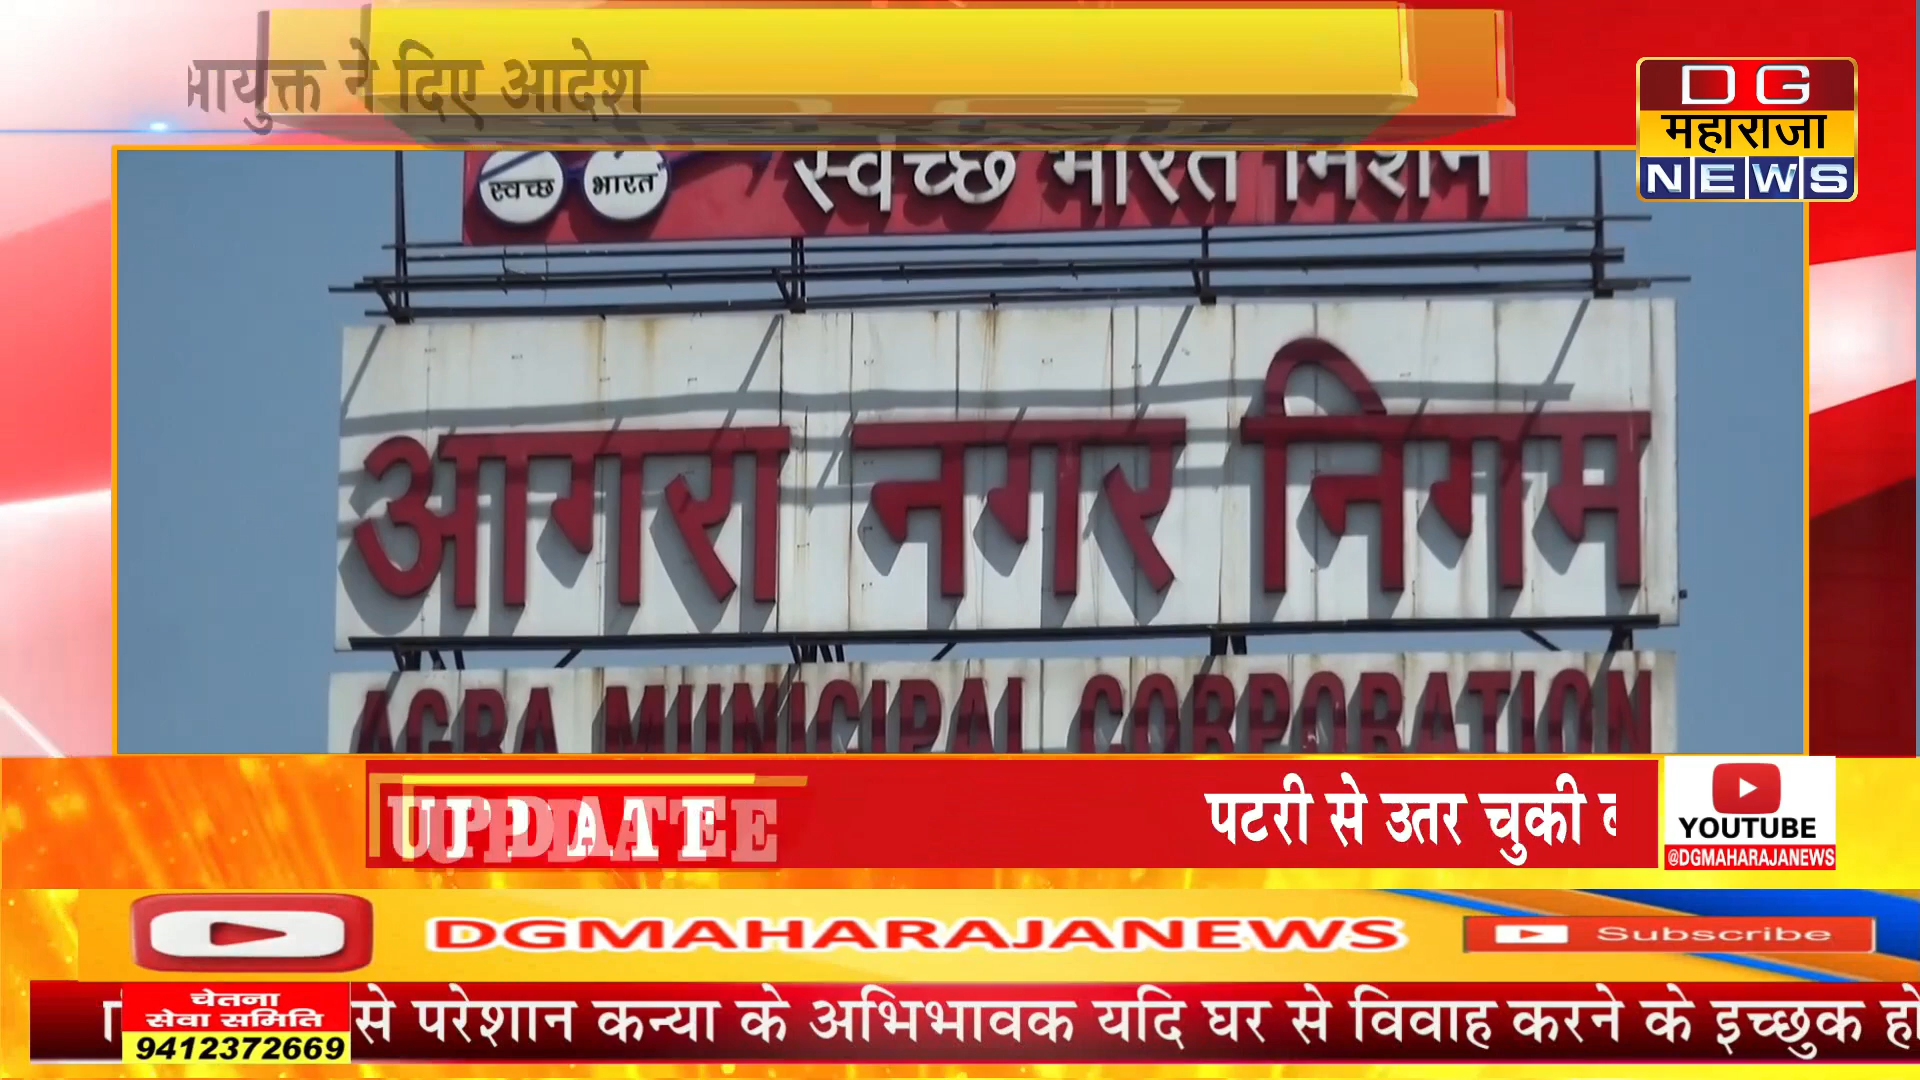 ने दिए आदेश
DG
महाराजा
NEWS
स्वच्छ भारत
स्वच्छ भारत मिशन
आगरा नगर निगम
AGRA MUNICIPAL CORPORATION
UPDATE
पटरी से उतर चुकी
YOUTUBE
@DGMAHARAJANEWS
DGMAHARAJANEWS
Subscribe
चेतना
सेवा समिति
9412372669
से परेशान कन्या के अभिभावक यदि घर से विवाह करने के इच्छुक